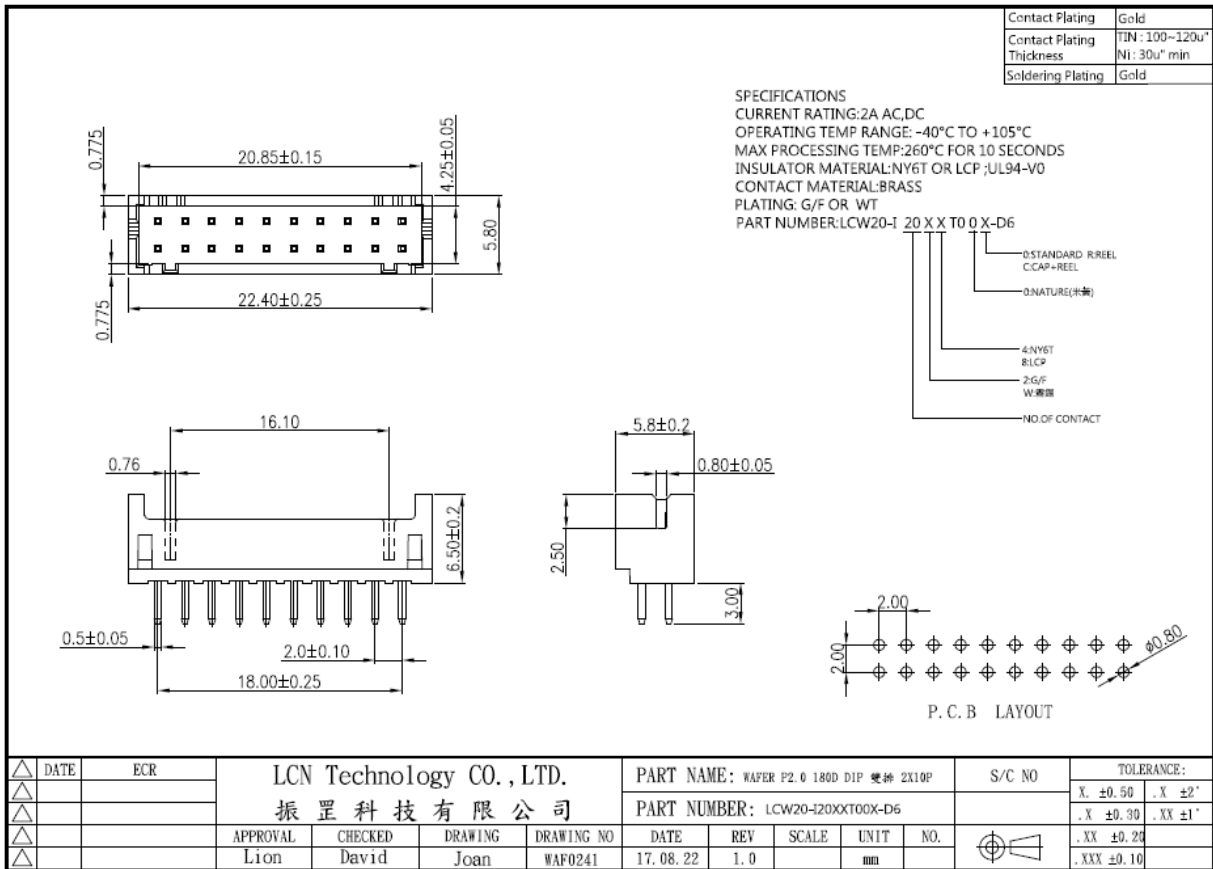 Contact Plating Gold
Contact Plating Thickness TIN : 100~120u" Ni : 30u" min
Soldering Plating Gold
SPECIFICATIONS
CURRENT RATING:2A AC,DC
OPERATING TEMP RANGE: -40°C TO +105°C
MAX PROCESSING TEMP:260°C FOR 10 SECONDS
INSULATOR MATERIAL:NY6T OR LCP ;UL94-V0
CONTACT MATERIAL:BRASS
PLATING: G/F OR WT
PART NUMBER:LCW20-I 20 X X T0 0 X-D6
0:STANDARD R:REEL
C:CAP+REEL
0:NATURE(米黃)
4:NY6T
8:LCP
2:G/F
W:霧錫
NO.OF CONTACT
0.775
20.85±0.15
4.25±0.05
5.80
22.40±0.25
0.775
16.10
0.76
6.50±0.2
0.5±0.05
2.0±0.10
18.00±0.25
5.8±0.2
0.80±0.05
2.50
3.00
2.00
2.00
ø0.80
P.C.B LAYOUT
DATE ECR
LCN Technology CO.,LTD.
振罡科技有限公司
APPROVAL CHECKED DRAWING DRAWING NO
Lion David Joan WAF0241
PART NAME: WAFER P2.0 180D DIP 雙排 2X10P
PART NUMBER: LCW20-I20XXT00X-D6
DATE REV SCALE UNIT NO.
17.08.22 1.0 mm
S/C NO
TOLERANCE:
X. ±0.50 .X ±2°
.X ±0.30 .XX ±1°
.XX ±0.20
.XXX ±0.10